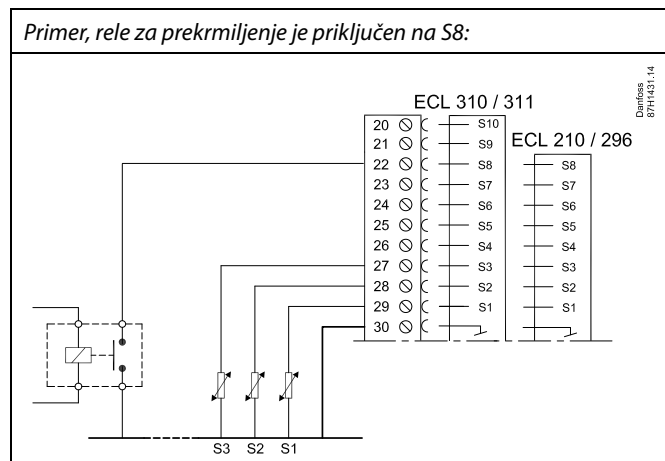 Primer, rele za prekrmiljenje je priključen na S8:
Danfoss
87H1431.14
ECL 310 / 311
ECL 210 / 296
20 S10
21 S9
22 S8 S8
23 S7 S7
24 S6 S6
25 S5 S5
26 S4 S4
27 S3 S3
28 S2 S2
29 S1 S1
30
S3 S2 S1